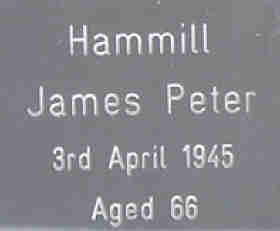 Hammill
James Peter
3rd April 1945
Aged 66